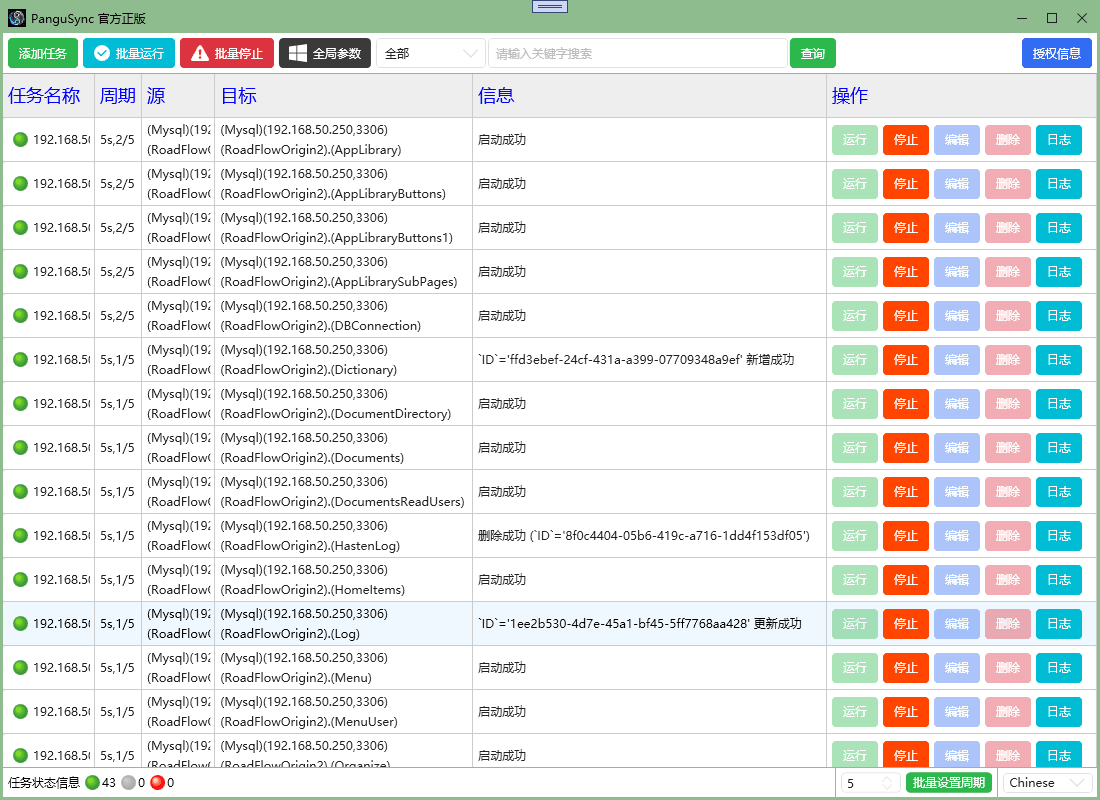 PanguSync 官方正版
添加任务 批量运行 批量停止 全局参数 全部 请输入关键字搜索 查询 授权信息
任务名称 周期 源 目标 信息 操作
192.168.50 5s,2/5 (Mysql)(192 (Mysql)(192.168.50.250,3306) 启动成功 运行 停止 编辑 删除 日志
(RoadFlow (RoadFlowOrigin2).(AppLibrary)
192.168.50 5s,2/5 (Mysql)(192 (Mysql)(192.168.50.250,3306) 启动成功 运行 停止 编辑 删除 日志
(RoadFlow (RoadFlowOrigin2).(AppLibraryButtons)
192.168.50 5s,2/5 (Mysql)(192 (Mysql)(192.168.50.250,3306) 启动成功 运行 停止 编辑 删除 日志
(RoadFlow (RoadFlowOrigin2).(AppLibraryButtons1)
192.168.50 5s,2/5 (Mysql)(192 (Mysql)(192.168.50.250,3306) 启动成功 运行 停止 编辑 删除 日志
(RoadFlow (RoadFlowOrigin2).(AppLibrarySubPages)
192.168.50 5s,2/5 (Mysql)(192 (Mysql)(192.168.50.250,3306) 启动成功 运行 停止 编辑 删除 日志
(RoadFlow (RoadFlowOrigin2).(DBConnection)
192.168.50 5s,1/5 (Mysql)(192 (Mysql)(192.168.50.250,3306) `ID`='ffd3ebef-24cf-431a-a399-07709348a9ef' 新增成功 运行 停止 编辑 删除 日志
(RoadFlow (RoadFlowOrigin2).(Dictionary)
192.168.50 5s,1/5 (Mysql)(192 (Mysql)(192.168.50.250,3306) 启动成功 运行 停止 编辑 删除 日志
(RoadFlow (RoadFlowOrigin2).(DocumentDirectory)
192.168.50 5s,1/5 (Mysql)(192 (Mysql)(192.168.50.250,3306) 启动成功 运行 停止 编辑 删除 日志
(RoadFlow (RoadFlowOrigin2).(Documents)
192.168.50 5s,1/5 (Mysql)(192 (Mysql)(192.168.50.250,3306) 启动成功 运行 停止 编辑 删除 日志
(RoadFlow (RoadFlowOrigin2).(DocumentsReadUsers)
192.168.50 5s,1/5 (Mysql)(192 (Mysql)(192.168.50.250,3306) 删除成功 (`ID`='8f0c4404-05b6-419c-a716-1dd4f153df05') 运行 停止 编辑 删除 日志
(RoadFlow (RoadFlowOrigin2).(HastenLog)
192.168.50 5s,1/5 (Mysql)(192 (Mysql)(192.168.50.250,3306) 启动成功 运行 停止 编辑 删除 日志
(RoadFlow (RoadFlowOrigin2).(HomeItems)
192.168.50 5s,1/5 (Mysql)(192 (Mysql)(192.168.50.250,3306) `ID`='1ee2b530-4d7e-45a1-bf45-5ff7768aa428' 更新成功 运行 停止 编辑 删除 日志
(RoadFlow (RoadFlowOrigin2).(Log)
192.168.50 5s,1/5 (Mysql)(192 (Mysql)(192.168.50.250,3306) 启动成功 运行 停止 编辑 删除 日志
(RoadFlow (RoadFlowOrigin2).(Menu)
192.168.50 5s,1/5 (Mysql)(192 (Mysql)(192.168.50.250,3306) 启动成功 运行 停止 编辑 删除 日志
(RoadFlow (RoadFlowOrigin2).(MenuUser)
192.168.50 5s,1/5 (Mysql)(192 (Mysql)(192.168.50.250,3306) 启动成功 运行 停止 编辑 删除 日志
(RoadFlow (RoadFlowOrigin2).(Organize)
任务状态信息 43 0 0 5 批量设置周期 Chinese